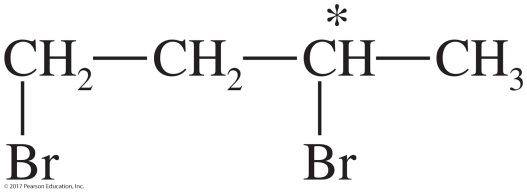 *
CH₂—CH₂—CH—CH₃
Br Br
© 2017 Pearson Education, Inc.